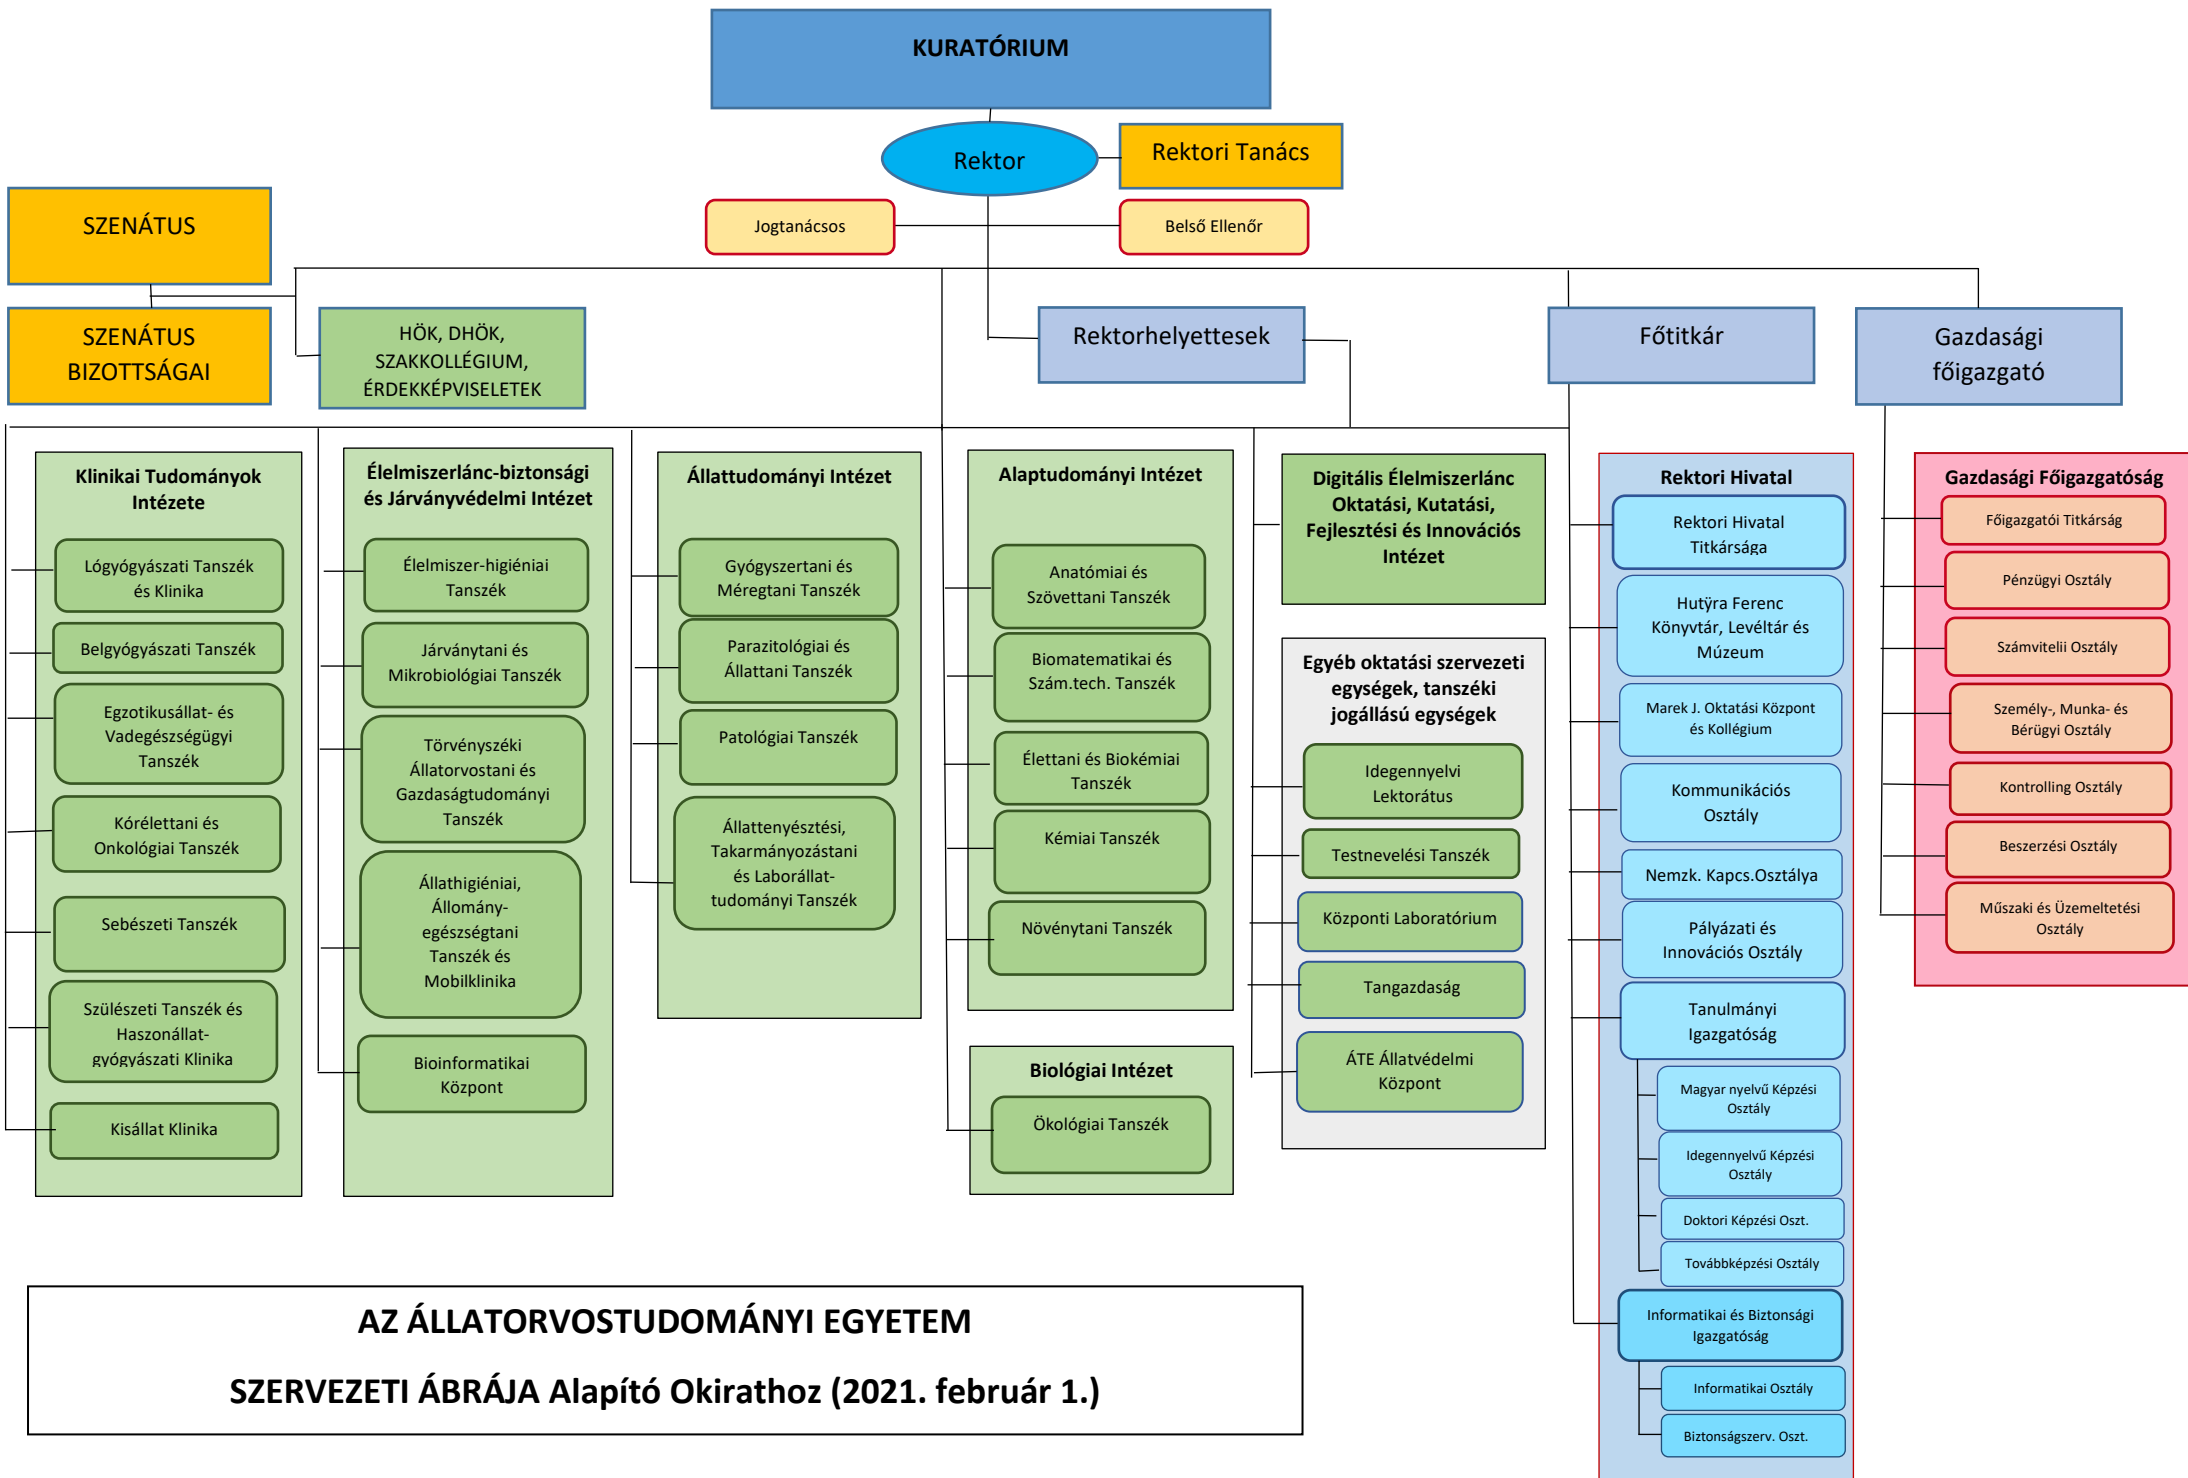 KURATÓRIUM
Rektor
Rektori Tanács
Jogtanácsos
Belső Ellenőr
SZENÁTUS
SZENÁTUS
BIZOTTSÁGAI
HÖK, DHÖK,
SZAKKOLLÉGIUM,
ÉRDEKKÉPVISELETEK
Rektorhelyettesek
Főtitkár
Gazdasági
főigazgató
Klinikai Tudományok
Intézete
Lógyógyászati Tanszék
és Klinika
Belgyógyászati Tanszék
Egzotikusállat- és
Vadegészségügyi
Tanszék
Kórélettani és
Onkológiai Tanszék
Sebészeti Tanszék
Szülészeti Tanszék és
Haszonállat-
gyógyászati Klinika
Kisállat Klinika
Élelmiszerlánc-biztonsági
és Járványvédelmi Intézet
Élelmiszer-higiéniai
Tanszék
Járványtani és
Mikrobiológiai Tanszék
Törvényszéki
Állatorvostani és
Gazdaságtudományi
Tanszék
Állathigiéniai,
Állomány-
egészségtani
Tanszék és
Mobilklinika
Bioinformatikai
Központ
Állattudományi Intézet
Gyógyszertani és
Méregtani Tanszék
Parazitológiai és
Állattani Tanszék
Patológiai Tanszék
Állattenyésztési,
Takarmányozástani
és Laborállat-
tudományi Tanszék
Alaptudományi Intézet
Anatómiai és
Szövettani Tanszék
Biomatematikai és
Szám.tech. Tanszék
Élettani és Biokémiai
Tanszék
Kémiai Tanszék
Növénytani Tanszék
Biológiai Intézet
Ökológiai Tanszék
Digitális Élelmiszerlánc
Oktatási, Kutatási,
Fejlesztési és Innovációs
Intézet
Egyéb oktatási szervezeti
egységek, tanszéki
jogállású egységek
Idegennyelvi
Lektorátus
Testnevelési Tanszék
Központi Laboratórium
Tangazdaság
ÁTE Állatvédelmi
Központ
Rektori Hivatal
Rektori Hivatal
Titkársága
Hutÿra Ferenc
Könyvtár, Levéltár és
Múzeum
Marek J. Oktatási Központ
és Kollégium
Kommunikációs
Osztály
Nemzk. Kapcs.Osztálya
Pályázati és
Innovációs Osztály
Tanulmányi
Igazgatóság
Magyar nyelvű Képzési
Osztály
Idegennyelvű Képzési
Osztály
Doktori Képzési Oszt.
Továbbképzési Osztály
Informatikai és Biztonsági
Igazgatóság
Informatikai Osztály
Biztonságszerv. Oszt.
Gazdasági Főigazgatóság
Főigazgatói Titkárság
Pénzügyi Osztály
Számvitelii Osztály
Személy-, Munka- és
Bérügyi Osztály
Kontrolling Osztály
Beszerzési Osztály
Műszaki és Üzemeltetési
Osztály
AZ ÁLLATORVOSTUDOMÁNYI EGYETEM
SZERVEZETI ÁBRÁJA Alapító Okirathoz (2021. február 1.)